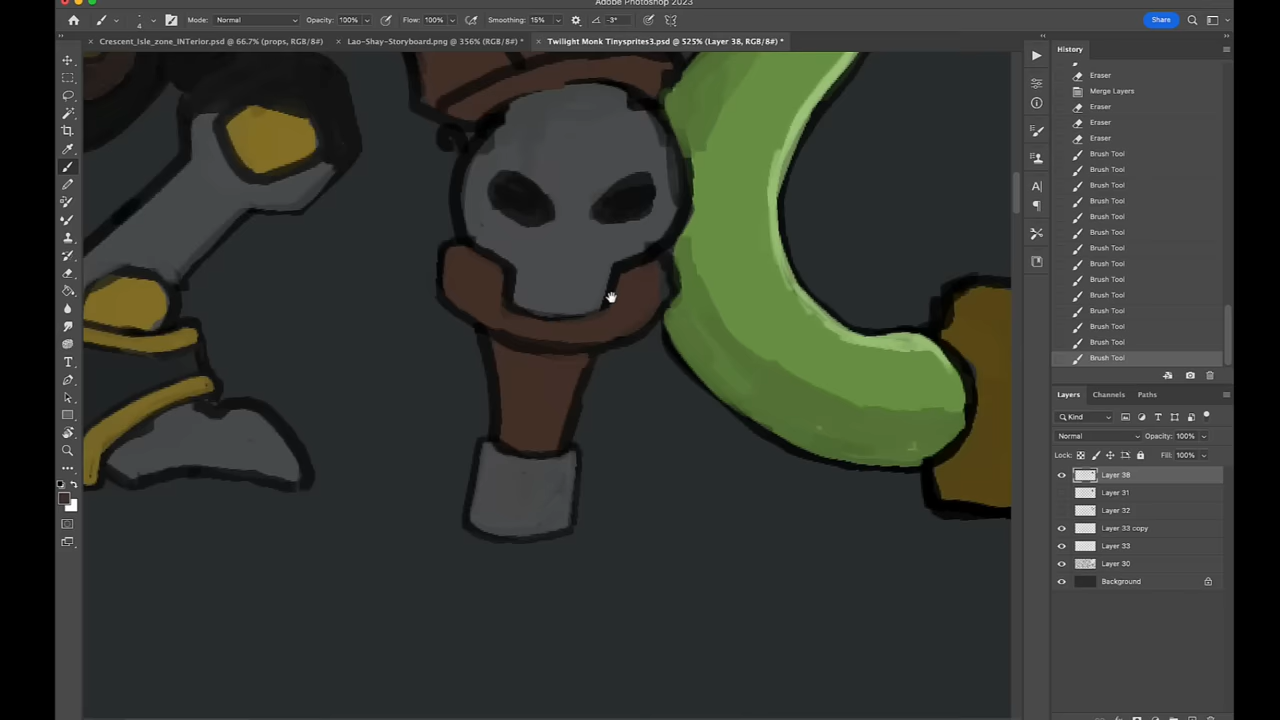 Adobe Photoshop 2023
4 Mode: Normal Opacity: 100% Flow: 100% Smoothing: 15% -3° Share
× Crescent_Isle_zone_INTerior.psd @ 66.7% (props, RGB/8#) × Lao-Shay-Storyboard.png @ 356% (RGB/8#) * × Twilight Monk Tinysprites3.psd @ 525% (Layer 38, RGB/8#) *
History
Eraser
Merge Layers
Eraser
Eraser
Eraser
Brush Tool
Brush Tool
Brush Tool
Brush Tool
Brush Tool
Brush Tool
Brush Tool
Brush Tool
Brush Tool
Brush Tool
Brush Tool
Brush Tool
Brush Tool
Brush Tool
Layers Channels Paths
Kind
Normal Opacity: 100%
Lock: Fill: 100%
Layer 38
Layer 31
Layer 32
Layer 33 copy
Layer 33
Layer 30
Background